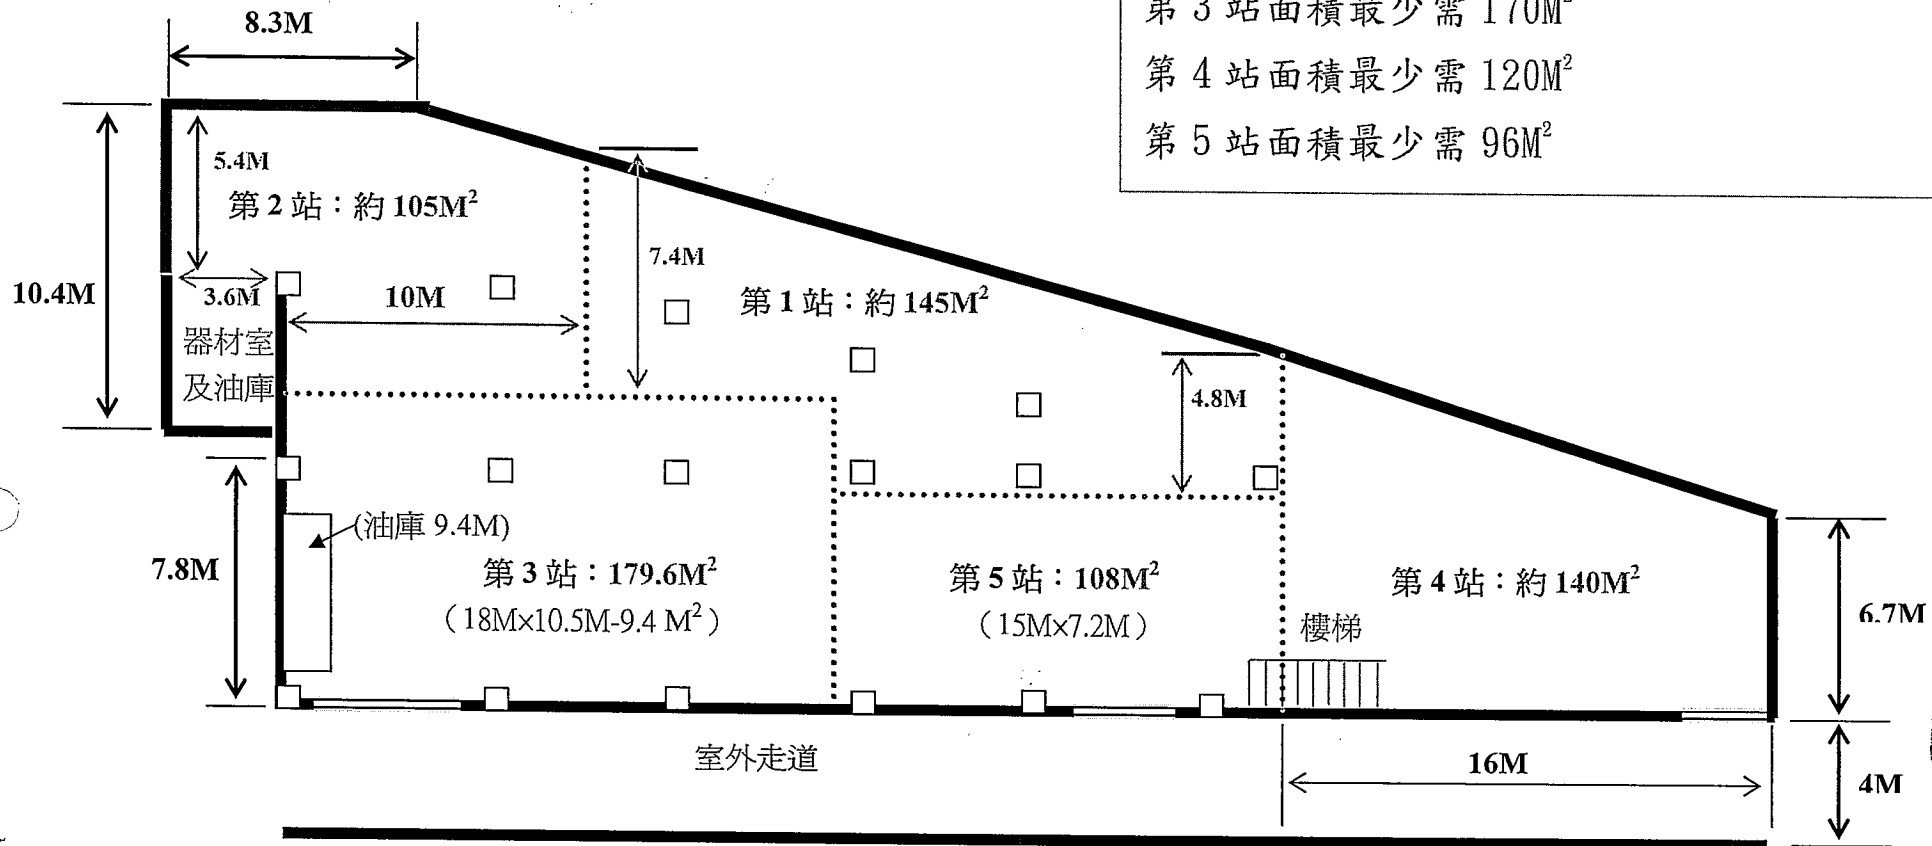 第 3 站面積最少需 170M²
第 4 站面積最少需 120M²
第 5 站面積最少需 96M²
8.3M
5.4M
第 2 站：約 105M²
10.4M
3.6M
10M
器材室
及油庫
7.4M
第 1 站：約 145M²
4.8M
(油庫 9.4M)
7.8M
第 3 站：179.6M²
（18M×10.5M-9.4 M²）
第 5 站：108M²
（15M×7.2M）
第 4 站：約 140M²
樓梯
6.7M
室外走道
16M
4M